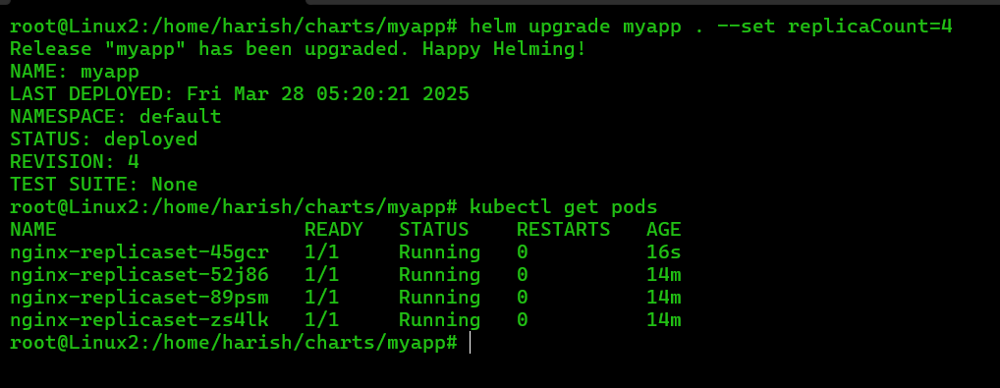 root@Linux2:/home/harish/charts/myapp# helm upgrade myapp . --set replicaCount=4
Release "myapp" has been upgraded. Happy Helming!
NAME: myapp
LAST DEPLOYED: Fri Mar 28 05:20:21 2025
NAMESPACE: default
STATUS: deployed
REVISION: 4
TEST SUITE: None
root@Linux2:/home/harish/charts/myapp# kubectl get pods
NAME                     READY   STATUS    RESTARTS   AGE
nginx-replicaset-45gcr   1/1     Running   0          16s
nginx-replicaset-52j86   1/1     Running   0          14m
nginx-replicaset-89psm   1/1     Running   0          14m
nginx-replicaset-zs4lk   1/1     Running   0          14m
root@Linux2:/home/harish/charts/myapp#